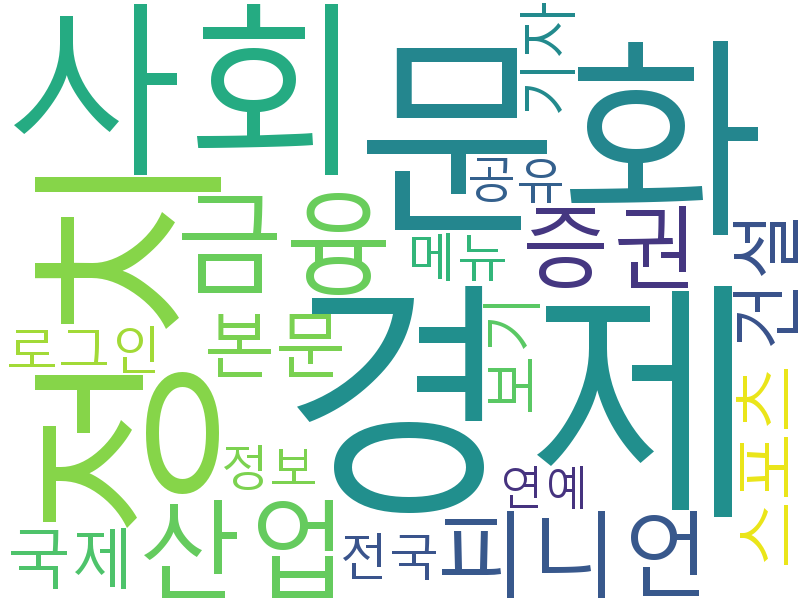 사회
문화
기자
정치
금융
공유
증권
건설
메뉴
경제
로그인
본문
보기
스포츠
정보
연예
국제
산업
전국
피니언